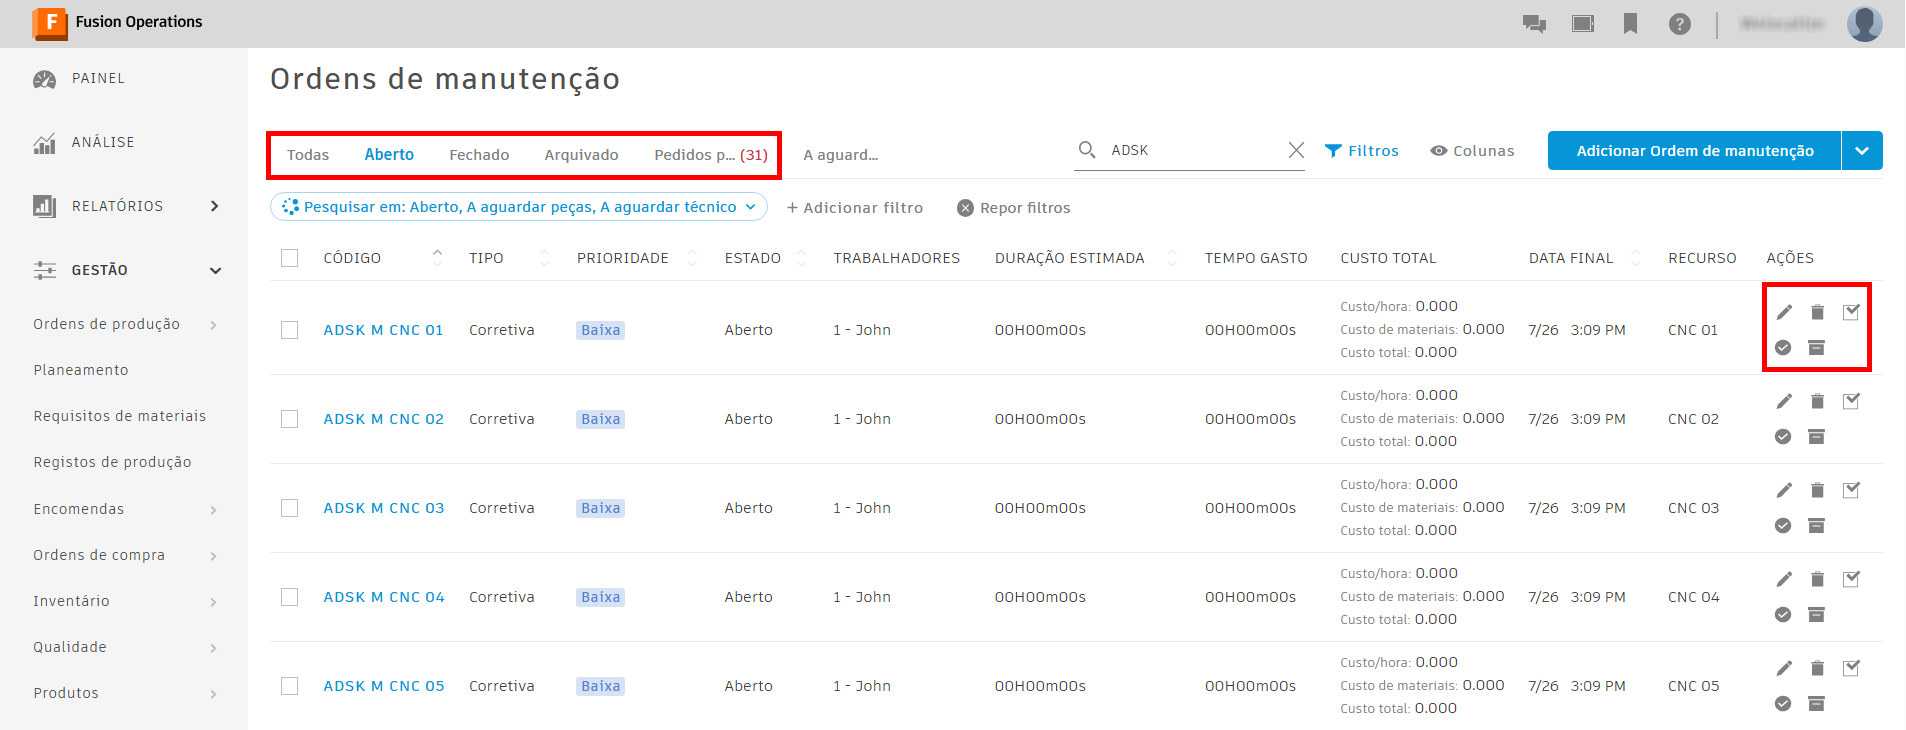 F Fusion Operations
PAINEL
ANÁLISE
RELATÓRIOS
GESTÃO
Ordens de produção
Planeamento
Requisitos de materiais
Registos de produção
Encomendas
Ordens de compra
Inventário
Qualidade
Produtos
Ordens de manutenção
Todas Aberto Fechado Arquivado Pedidos p... (31) A aguard... ADSK Filtros Colunas Adicionar Ordem de manutenção
Pesquisar em: Aberto, A aguardar peças, A aguardar técnico + Adicionar filtro Repor filtros
CÓDIGO TIPO PRIORIDADE ESTADO TRABALHADORES DURAÇÃO ESTIMADA TEMPO GASTO CUSTO TOTAL DATA FINAL RECURSO AÇÕES
Custo/hora: 0.000
ADSK M CNC 01 Corretiva Baixa Aberto 1 - John 00H00m00s 00H00m00s Custo de materiais: 0.000 7/26 3:09 PM CNC 01
Custo total: 0.000
Custo/hora: 0.000
ADSK M CNC 02 Corretiva Baixa Aberto 1 - John 00H00m00s 00H00m00s Custo de materiais: 0.000 7/26 3:09 PM CNC 02
Custo total: 0.000
Custo/hora: 0.000
ADSK M CNC 03 Corretiva Baixa Aberto 1 - John 00H00m00s 00H00m00s Custo de materiais: 0.000 7/26 3:09 PM CNC 03
Custo total: 0.000
Custo/hora: 0.000
ADSK M CNC 04 Corretiva Baixa Aberto 1 - John 00H00m00s 00H00m00s Custo de materiais: 0.000 7/26 3:09 PM CNC 04
Custo total: 0.000
Custo/hora: 0.000
ADSK M CNC 05 Corretiva Baixa Aberto 1 - John 00H00m00s 00H00m00s Custo de materiais: 0.000 7/26 3:09 PM CNC 05
Custo total: 0.000